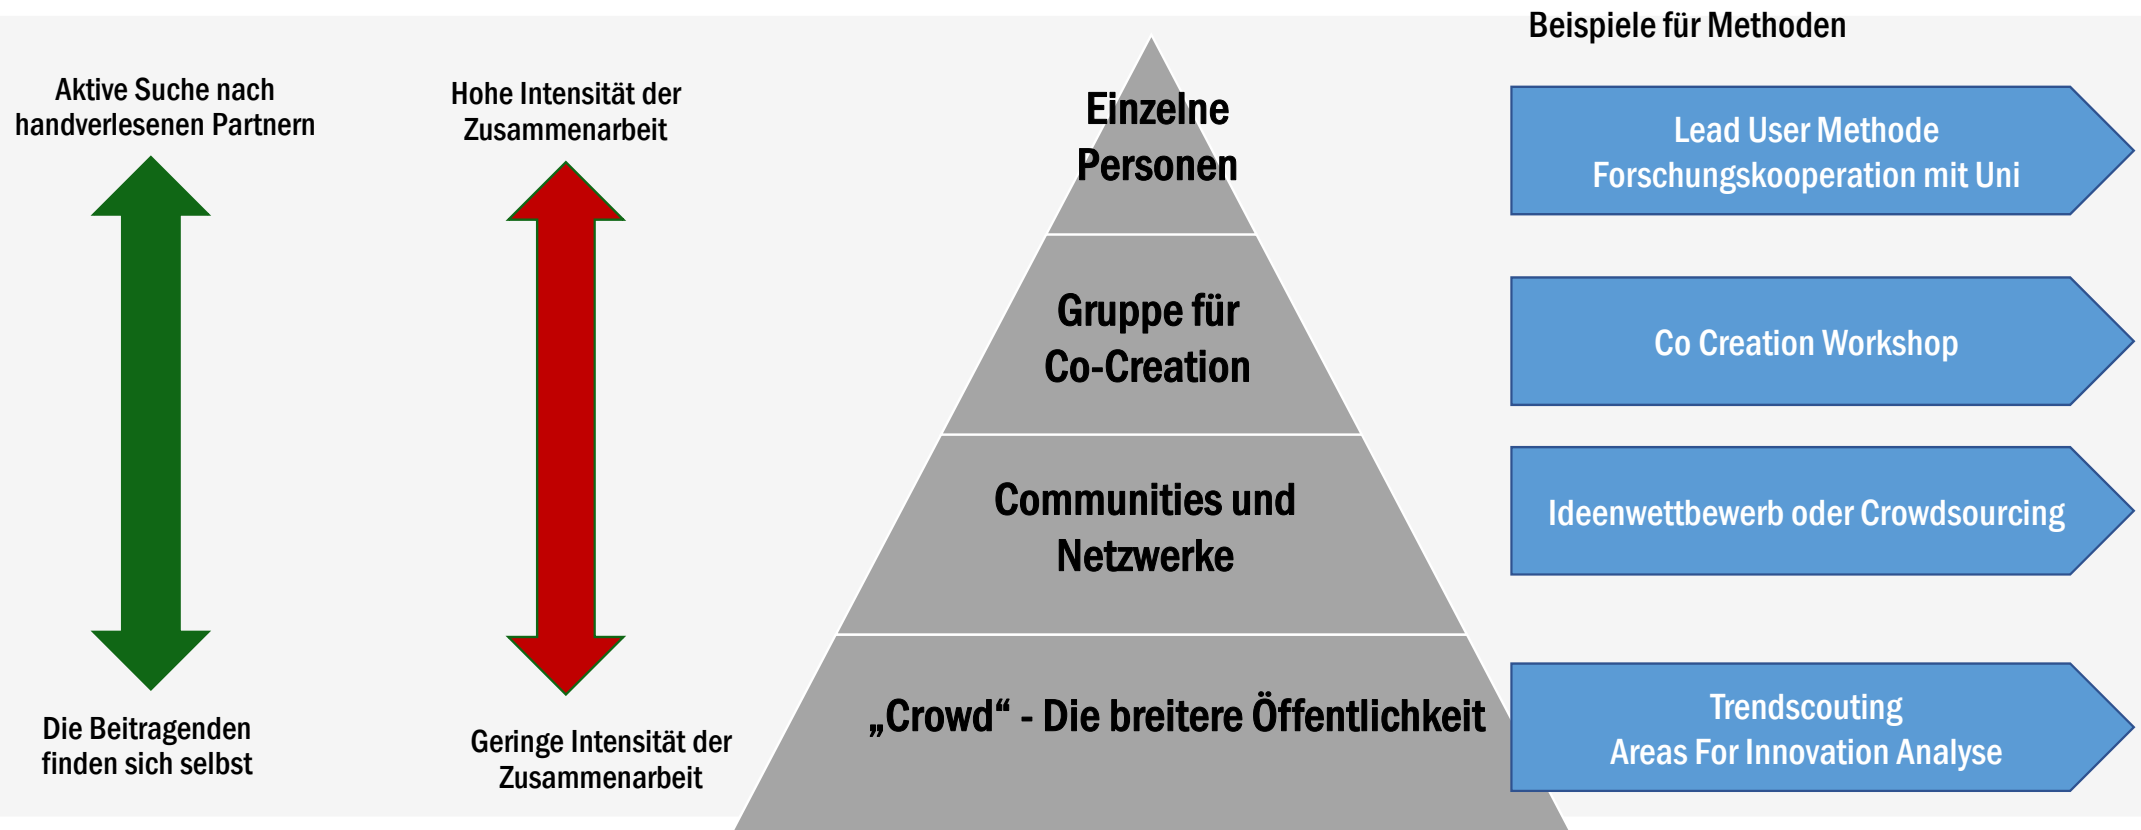 Beispiele für Methoden
Aktive Suche nach
handverlesenen Partnern
Die Beitragenden
finden sich selbst
Hohe Intensität der
Zusammenarbeit
Geringe Intensität der
Zusammenarbeit
Einzelne
Personen
Gruppe für
Co-Creation
Communities und
Netzwerke
„Crowd“ - Die breitere Öffentlichkeit
Lead User Methode
Forschungskooperation mit Uni
Co Creation Workshop
Ideenwettbewerb oder Crowdsourcing
Trendscouting
Areas For Innovation Analyse